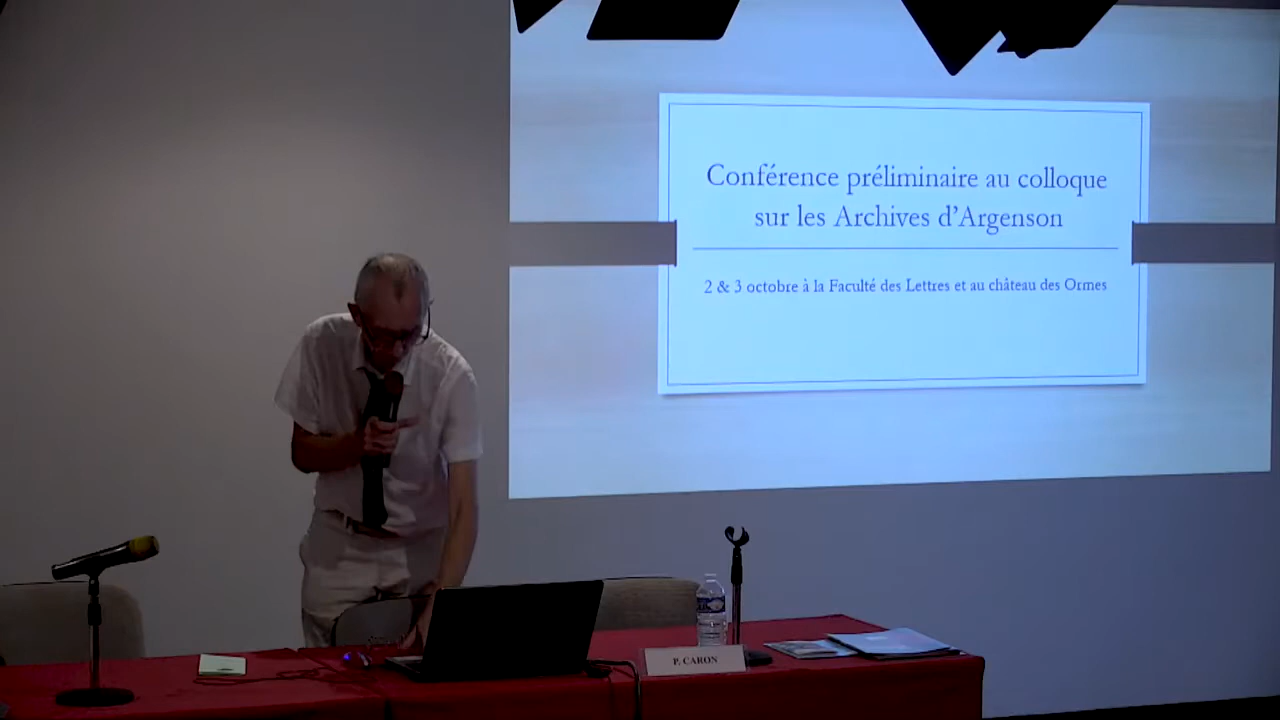 Conférence préliminaire au colloque
sur les Archives d'Argenson
2 & 3 octobre à la Faculté des Lettres et au château des Ormes
P. CARON